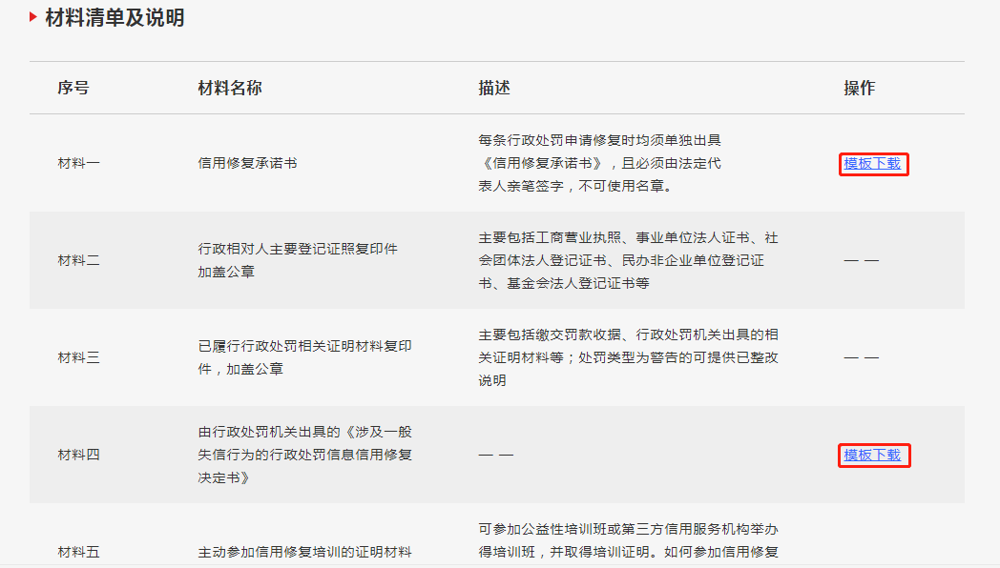 材料清单及说明
序号 材料名称 描述 操作
每条行政处罚申请修复时均须单独出具
材料一 信用修复承诺书 《信用修复承诺书》，且必须由法定代 模板下载
表人亲笔签字，不可使用名章。
主要包括工商营业执照、事业单位法人证书、社
行政相对人主要登记证照复印件
材料二 会团体法人登记证书、民办非企业单位登记证 — —
加盖公章
书、基金会法人登记证书等
主要包括缴交罚款收据、行政处罚机关出具的相
已履行行政处罚相关证明材料复印
材料三 关证明材料等；处罚类型为警告的可提供已整改 — —
件，加盖公章
说明
由行政处罚机关出具的《涉及一般
材料四 失信行为的行政处罚信息信用修复 — — 模板下载
决定书》
可参加公益性培训班或第三方信用服务机构举办
材料五 主动参加信用修复培训的证明材料 得培训班，并取得培训证明。如何参加信用修复